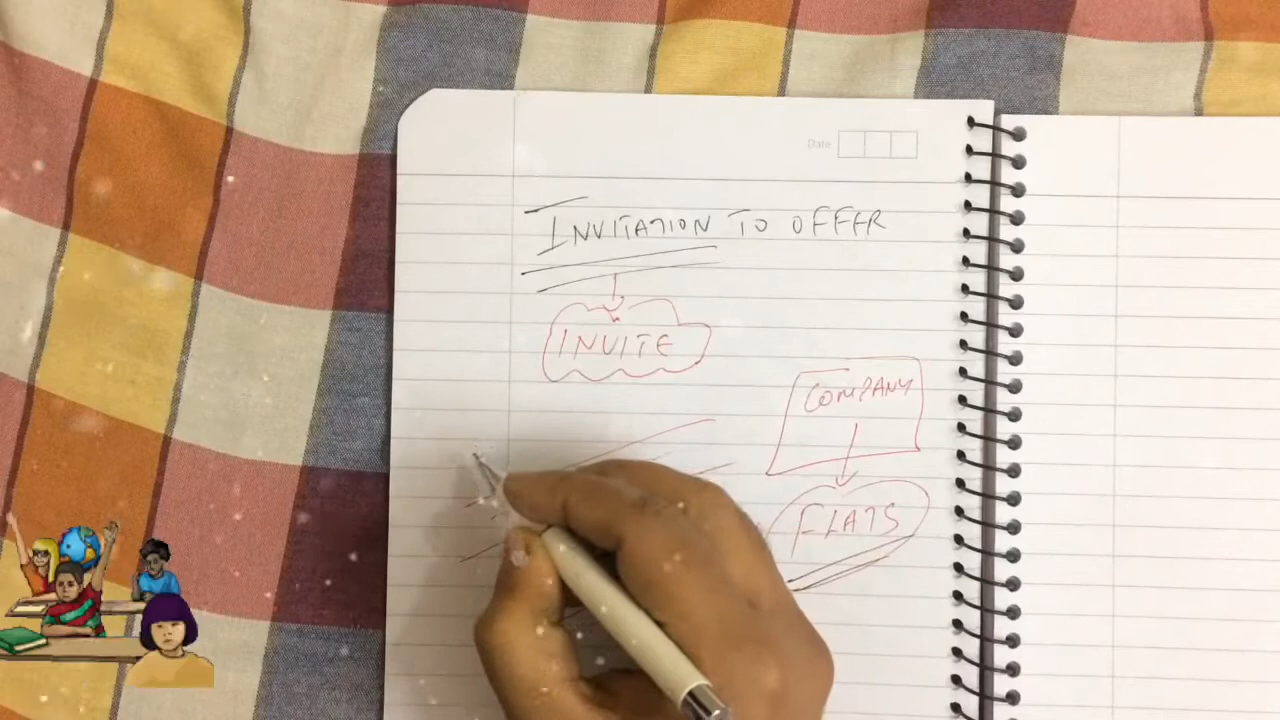 Date
INVITATION TO OFFER
INVITE
COMPANY
FLATS